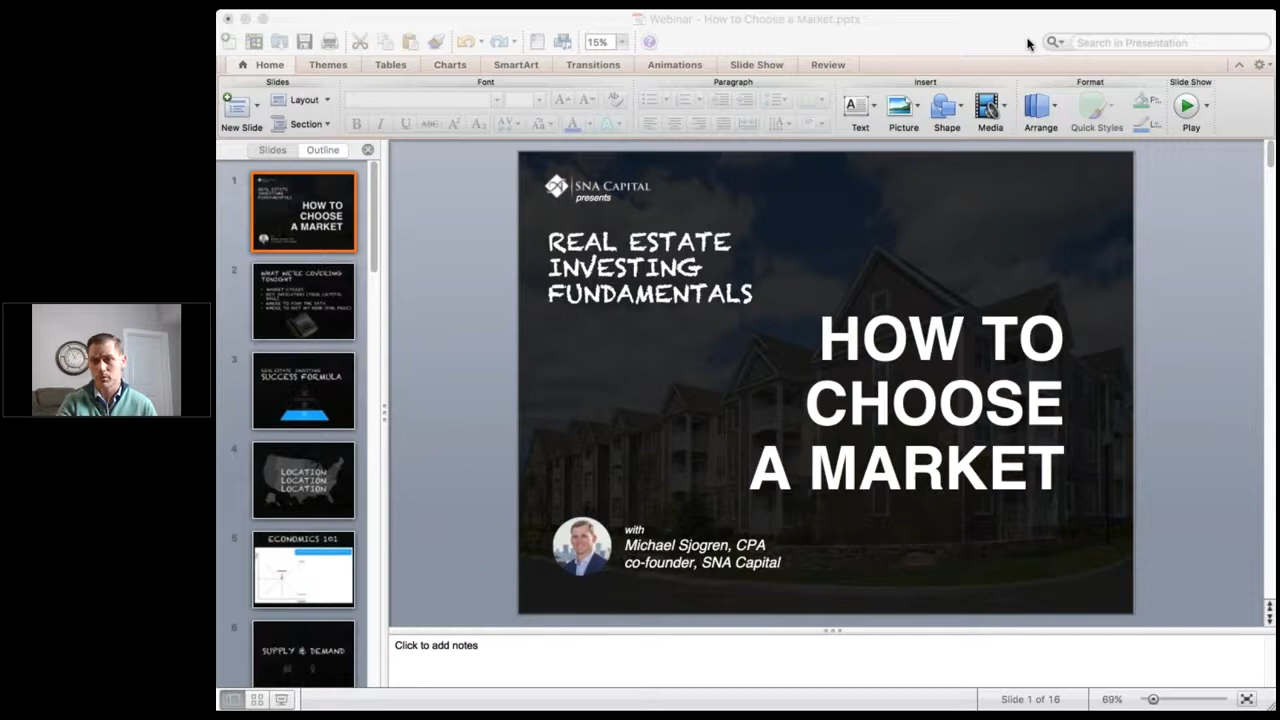 Webinar - How to Choose a Market.pptx
15%
Search in Presentation
Home
Themes
Tables
Charts
SmartArt
Transitions
Animations
Slide Show
Review
Slides
Font
Paragraph
Insert
Format
Slide Show
New Slide
Layout
Section
B I U ABC
Text
Picture
Shape
Media
Arrange
Quick Styles
Play
Slides
Outline
1
HOW TO
CHOOSE
A MARKET
2
WHAT WE'RE COVERING
TONIGHT
3
REAL ESTATE INVESTING
SUCCESS FORMULA
4
LOCATION
LOCATION
LOCATION
5
ECONOMICS 101
6
SUPPLY & DEMAND
SNA CAPITAL
presents
REAL ESTATE
INVESTING
FUNDAMENTALS
HOW TO
CHOOSE
A MARKET
with
Michael Sjogren, CPA
co-founder, SNA Capital
Click to add notes
Slide 1 of 16
69%